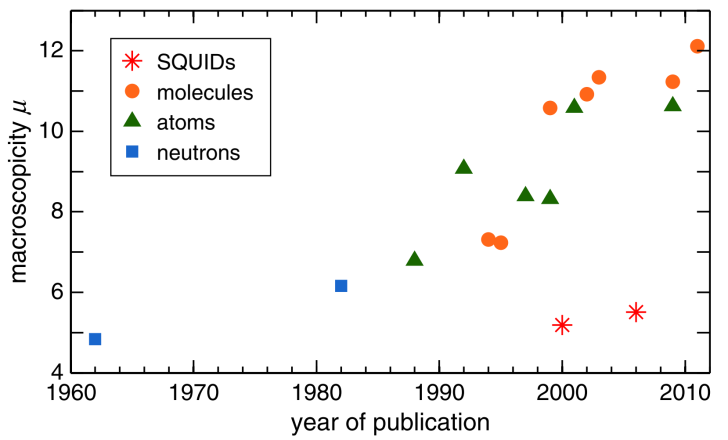 12
10
8
6
4
macroscopicity μ
SQUIDs
molecules
atoms
neutrons
1960 1970 1980 1990 2000 2010
year of publication